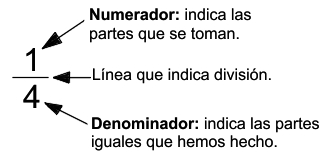 Numerador: indica las
partes que se toman.
1
Línea que indica división.
4
Denominador: indica las partes
iguales que hemos hecho.